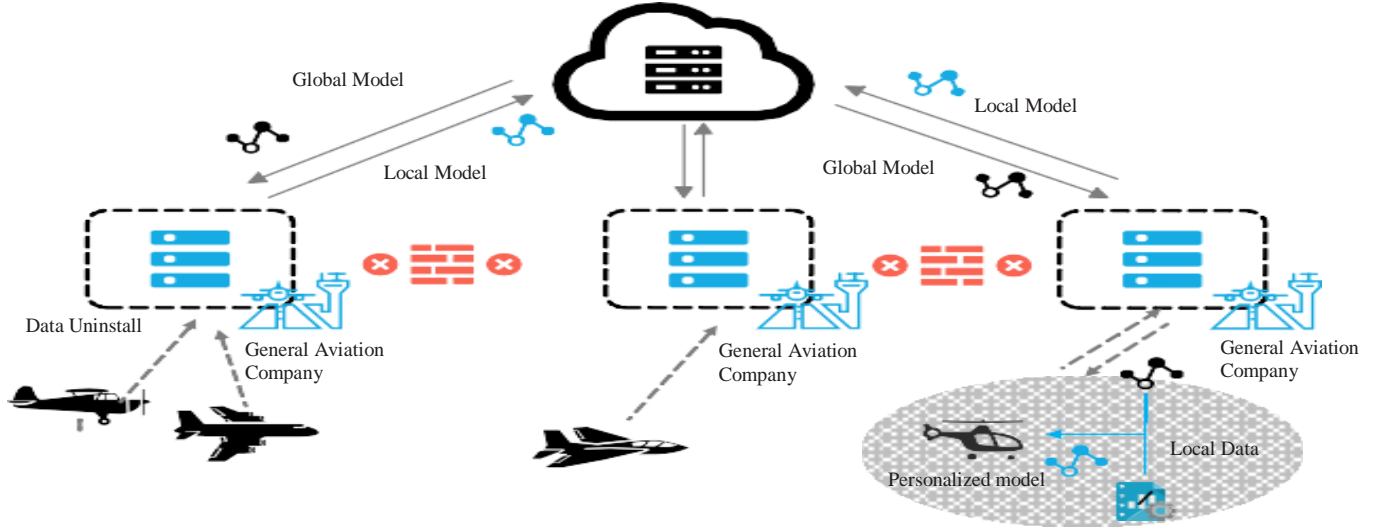 Global Model
Local Model
Local Model
Global Model
Data Uninstall
General Aviation
Company
General Aviation
Company
General Aviation
Company
Local Data
Personalized model